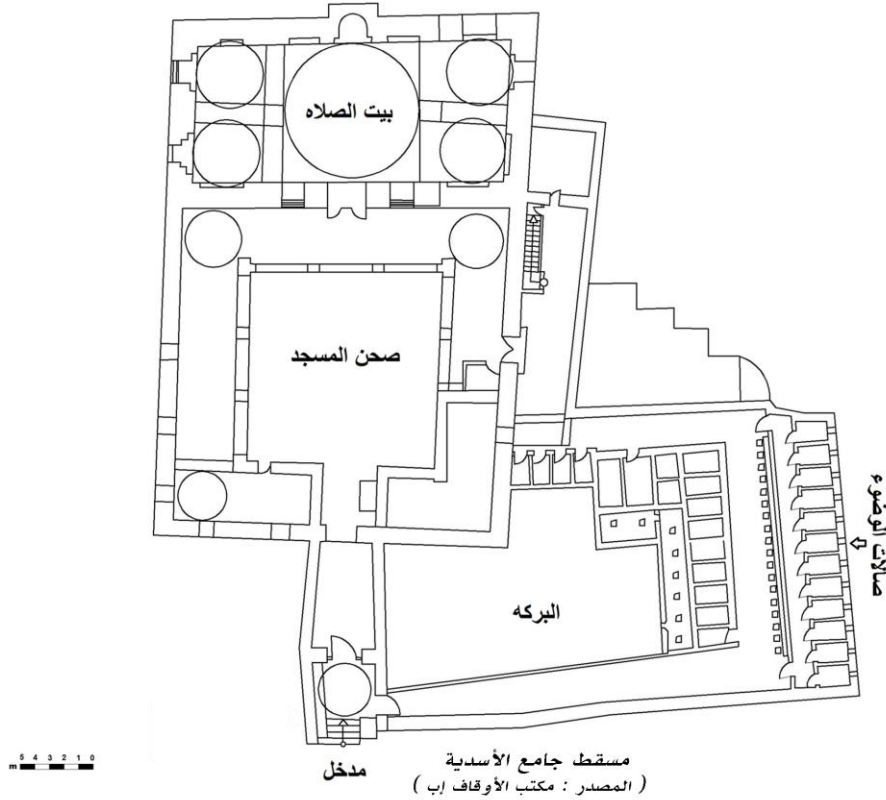 بيت الصلاه
صحن المسجد
صالات الوضوء
البركه
مدخل
m 5 4 3 2 1 0
مسقط جامع الأسدية
( المصدر : مكتب الأوقاف إب )